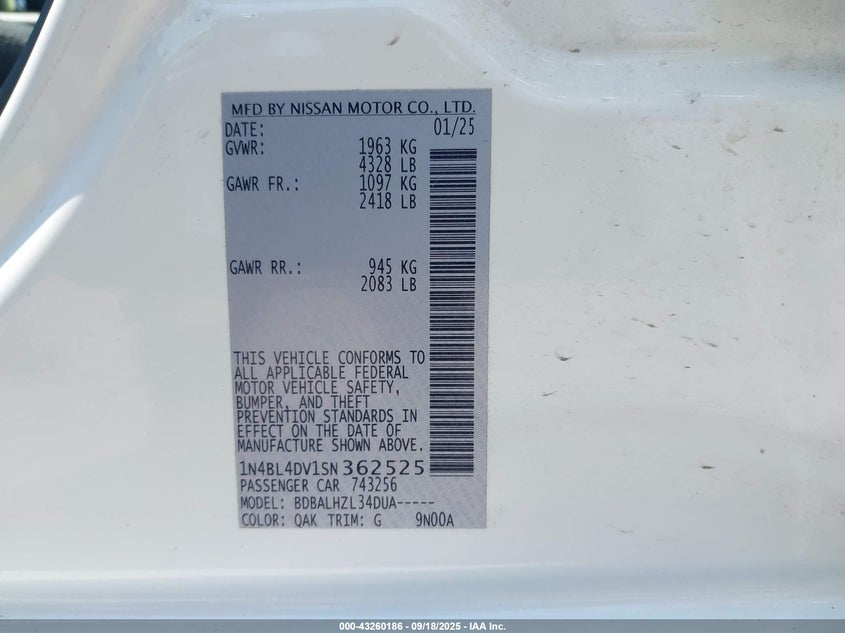 MFD BY NISSAN MOTOR CO., LTD.
DATE: 01/25
GVWR: 1963 KG
4328 LB
GAWR FR.: 1097 KG
2418 LB
GAWR RR.: 945 KG
2083 LB
THIS VEHICLE CONFORMS TO
ALL APPLICABLE FEDERAL
MOTOR VEHICLE SAFETY,
BUMPER, AND THEFT
PREVENTION STANDARDS IN
EFFECT ON THE DATE OF
MANUFACTURE SHOWN ABOVE.
1N4BL4DV1SN362525
PASSENGER CAR 743256
MODEL: BDBALHZL34DUA-----
COLOR: QAK TRIM: G 9N00A
000-43260186 - 09/18/2025 - IAA Inc.